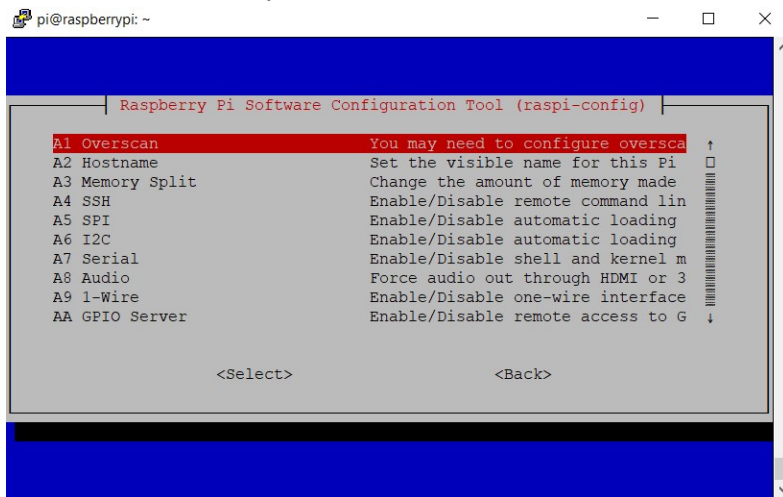 pi@raspberrypi: ~
Raspberry Pi Software Configuration Tool (raspi-config)
A1 Overscan You may need to configure oversca
A2 Hostname Set the visible name for this Pi
A3 Memory Split Change the amount of memory made
A4 SSH Enable/Disable remote command lin
A5 SPI Enable/Disable automatic loading
A6 I2C Enable/Disable automatic loading
A7 Serial Enable/Disable shell and kernel m
A8 Audio Force audio out through HDMI or 3
A9 1-Wire Enable/Disable one-wire interface
AA GPIO Server Enable/Disable remote access to G
<Select> <Back>